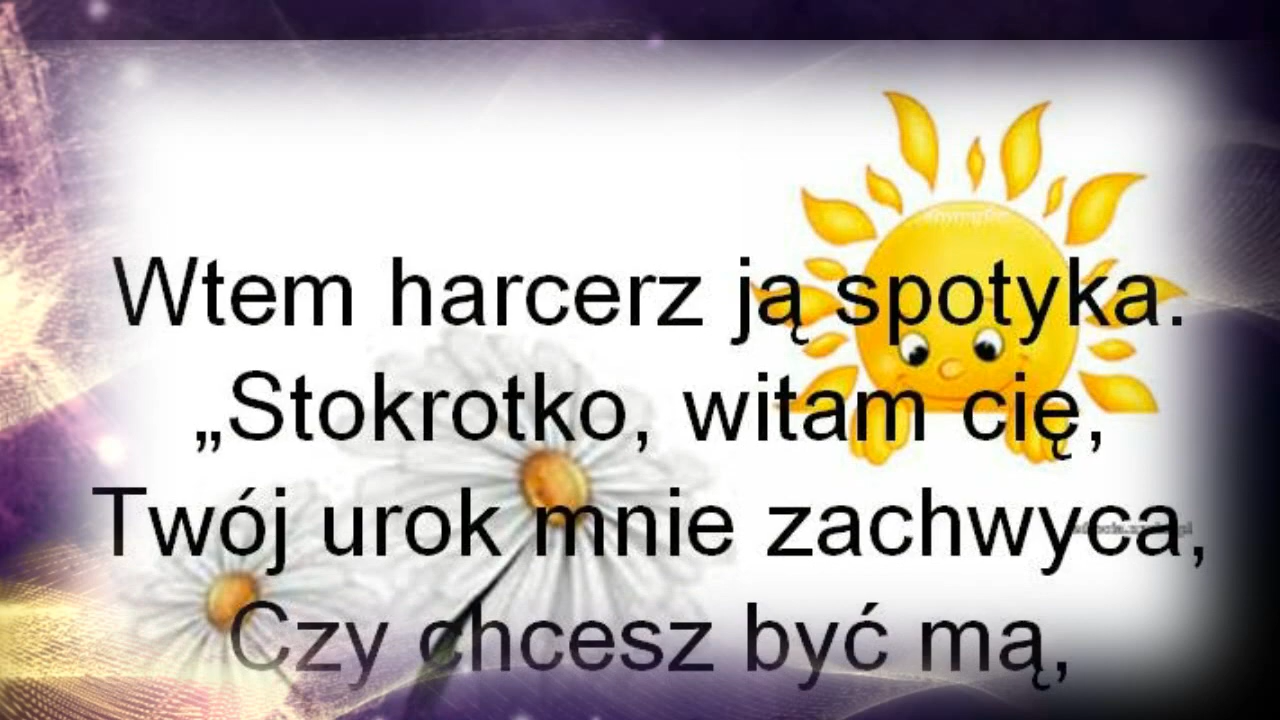 Wtem harcerz ją spotyka.
„Stokrotko, witam cię,
Twój urok mnie zachwyca,
Czy chcesz być mą,